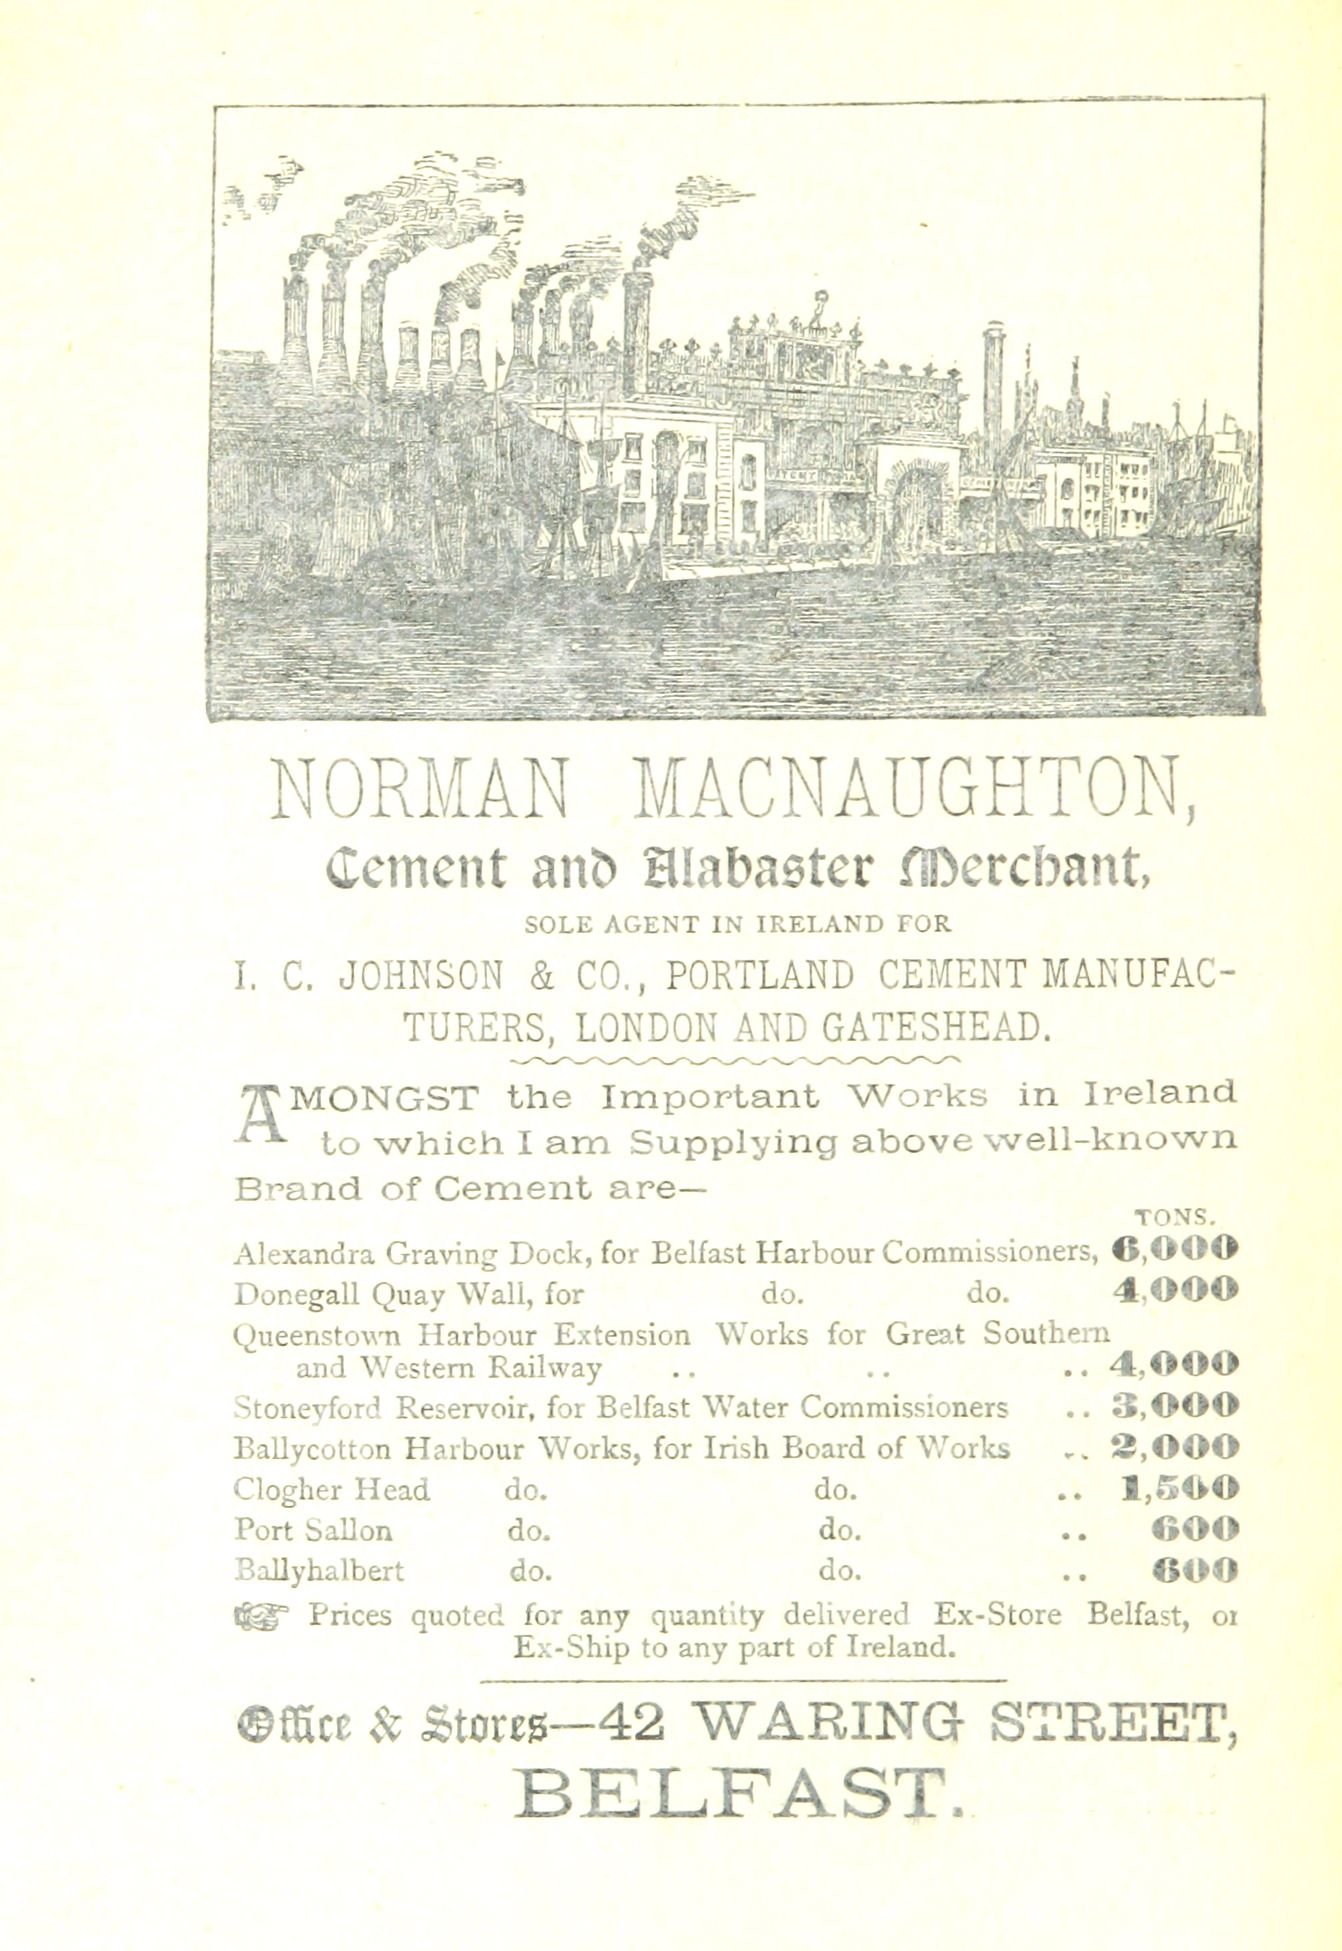 NORMAN MACNAUGHTON,
Cement and Alabaster Merchant,
SOLE AGENT IN IRELAND FOR
I. C. JOHNSON & CO., PORTLAND CEMENT MANUFAC-
TURERS, LONDON AND GATESHEAD.
AMONGST the Important Works in Ireland
to which I am Supplying above well-known
Brand of Cement are—
TONS.
Alexandra Graving Dock, for Belfast Harbour Commissioners, 6,000
Donegall Quay Wall, for do. do. 4,000
Queenstown Harbour Extension Works for Great Southern
and Western Railway .. .. .. 4,000
Stoneyford Reservoir, for Belfast Water Commissioners .. 3,000
Ballycotton Harbour Works, for Irish Board of Works .. 2,000
Clogher Head do. do. .. 1,500
Port Sallon do. do. .. 600
Ballyhalbert do. do. .. 600
☞ Prices quoted for any quantity delivered Ex-Store Belfast, or
Ex-Ship to any part of Ireland.
Office & Stores—42 WARING STREET,
BELFAST.